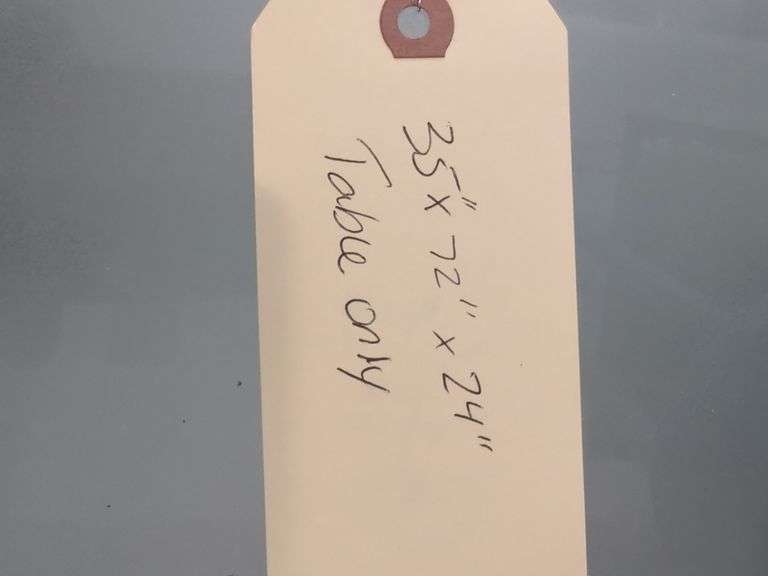 35" x 72" x 24"
Table only